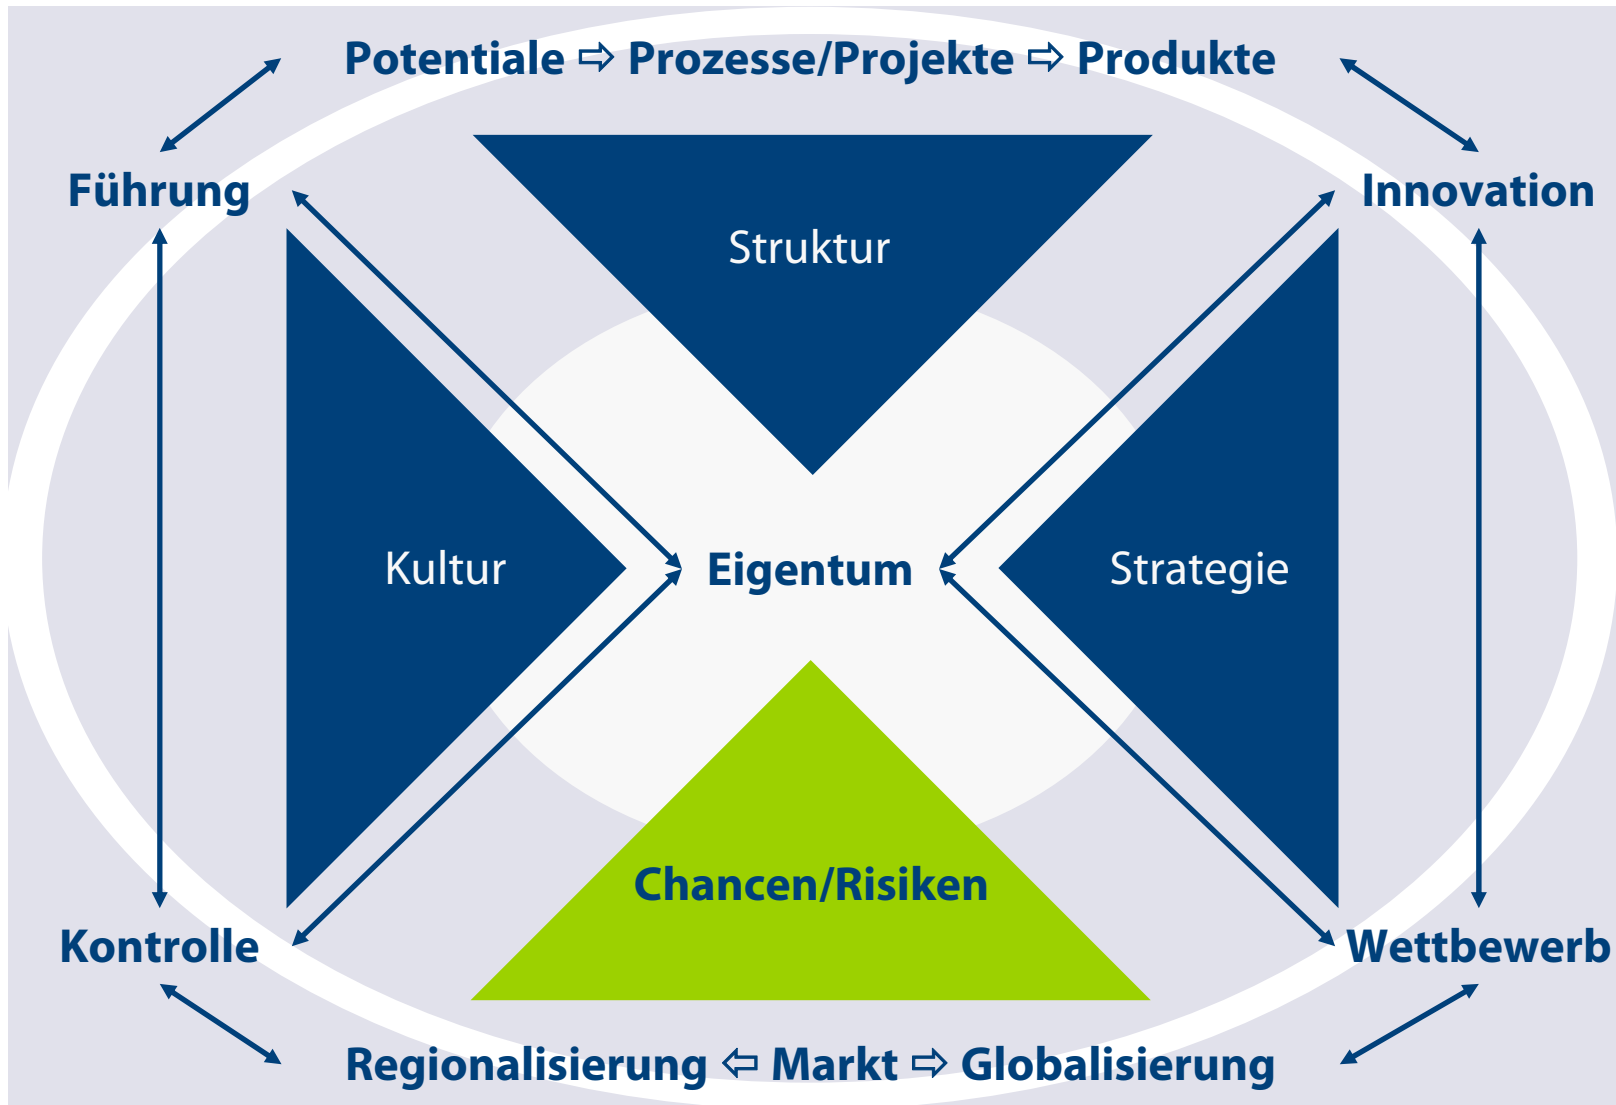 Potentiale ⇨ Prozesse/Projekte ⇨ Produkte
Führung
Innovation
Struktur
Kultur
Eigentum
Strategie
Chancen/Risiken
Kontrolle
Wettbewerb
Regionalisierung ⇦ Markt ⇨ Globalisierung